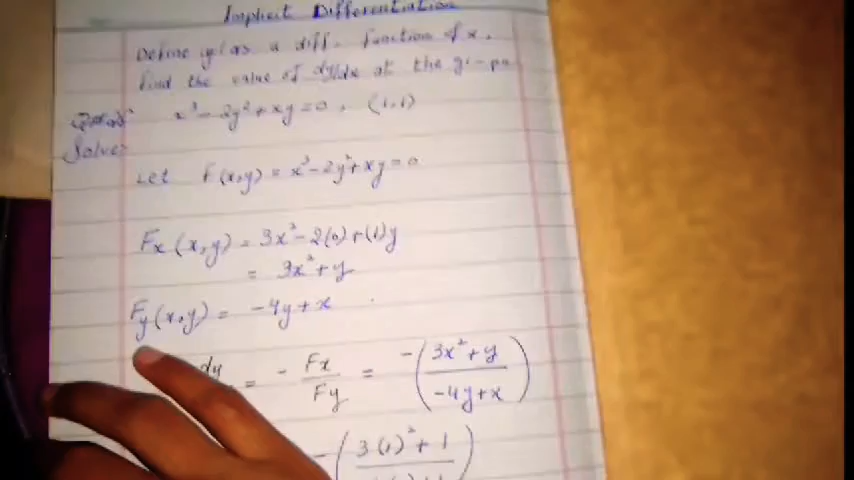 Implicit Differentiation
Define y as a diff. function of x,
find the value of dy/dx at the gi-
x³ - 2y² + xy = 0, (1,1)
Solve:
Let F(x,y) = x³ - 2y² + xy = 0
Fx (x,y) = 3x² - 2(0) + (1)y
= 3x² + y
Fy (x,y) = -4y + x
dy = - Fx/Fy = -(3x² + y / -4y + x)
-(3(1)² + 1